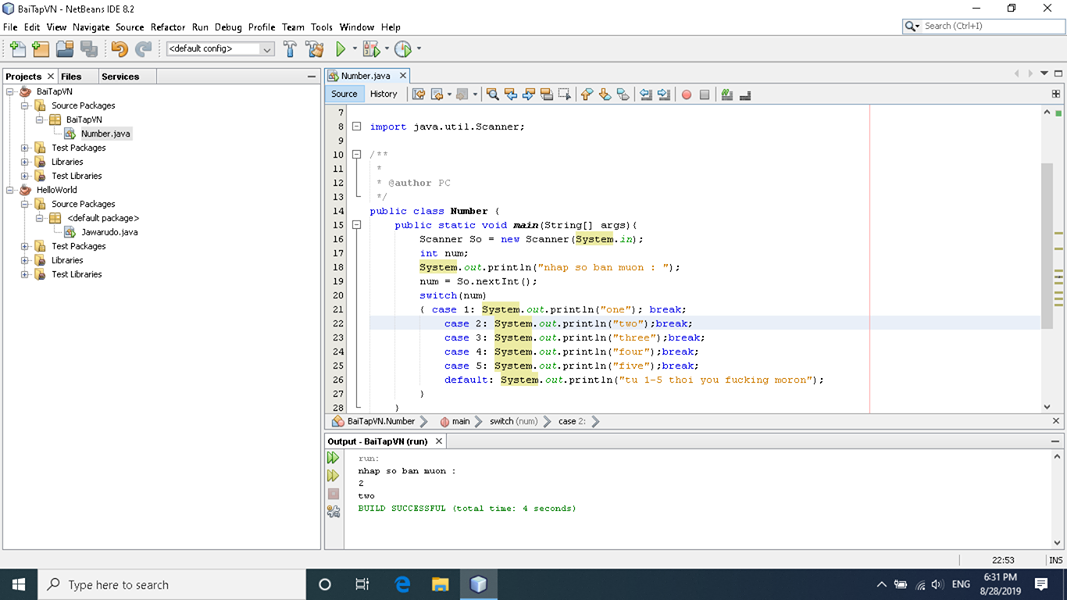 BaiTapVN - NetBeans IDE 8.2
File Edit View Navigate Source Refactor Run Debug Profile Team Tools Window Help
Search (Ctrl+I)
<default config>
Projects Files Services
BaiTapVN
Source Packages
BaiTapVN
Number.java
Test Packages
Libraries
Test Libraries
HelloWorld
Source Packages
<default package>
Jawarudo.java
Test Packages
Libraries
Test Libraries
Number.java
Source History
7
8 import java.util.Scanner;
9
10 /**
11 *
12 * @author PC
13 */
14 public class Number {
15 public static void main(String[] args){
16 Scanner So = new Scanner(System.in);
17 int num;
18 System.out.println("nhap so ban muon : ");
19 num = So.nextInt();
20 switch(num)
21 { case 1: System.out.println("one"); break;
22 case 2: System.out.println("two");break;
23 case 3: System.out.println("three");break;
24 case 4: System.out.println("four");break;
25 case 5: System.out.println("five");break;
26 default: System.out.println("tu 1-5 thoi you fucking moron");
27 }
28 }
BaiTapVN.Number main switch (num) case 2:
Output - BaiTapVN (run)
run:
nhap so ban muon :
2
two
BUILD SUCCESSFUL (total time: 4 seconds)
22:53 INS
Type here to search
ENG
6:31 PM
8/28/2019